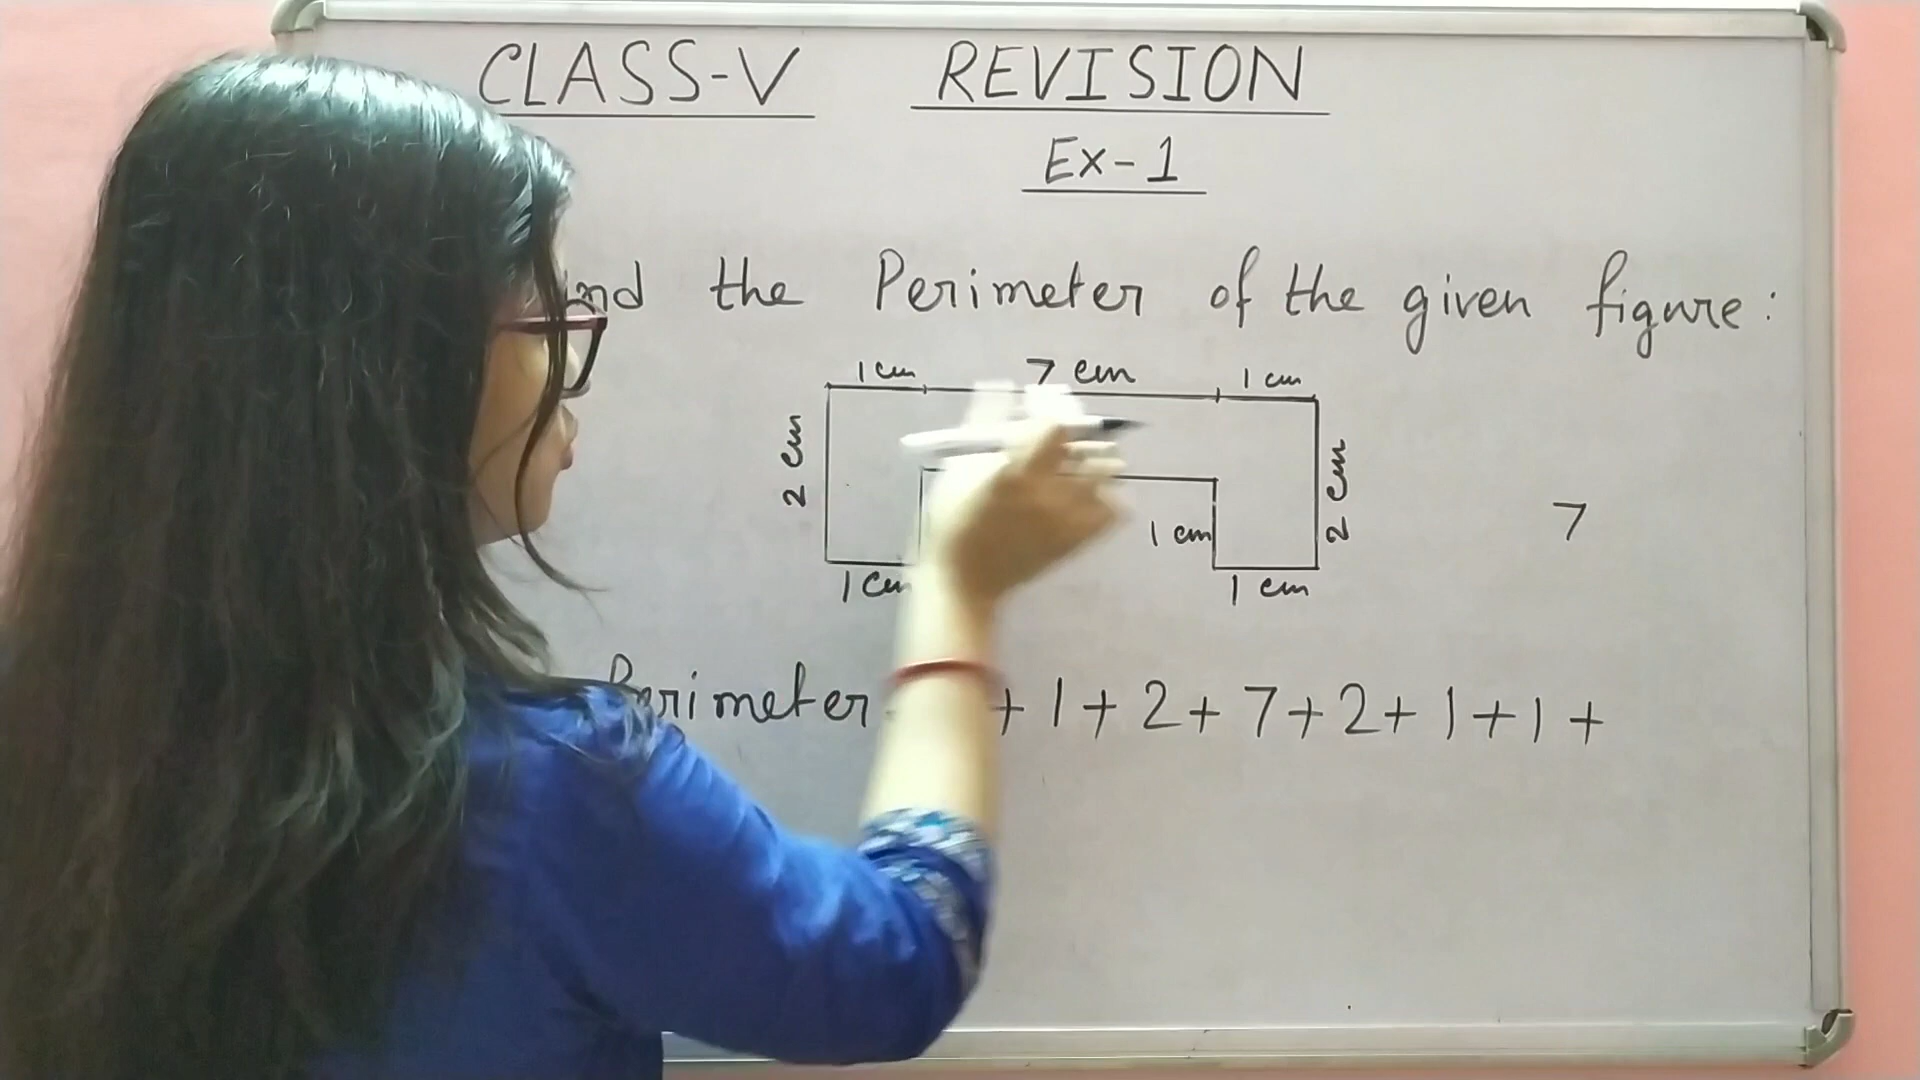 CLASS-V REVISION
Ex-1
the Perimeter of the given figure:
1 cm 7 cm 1 cm
2 cm 2 cm
7
1 cm
1 cm 1 cm
Perimeter + 1 + 2 + 7 + 2 + 1 + 1 +